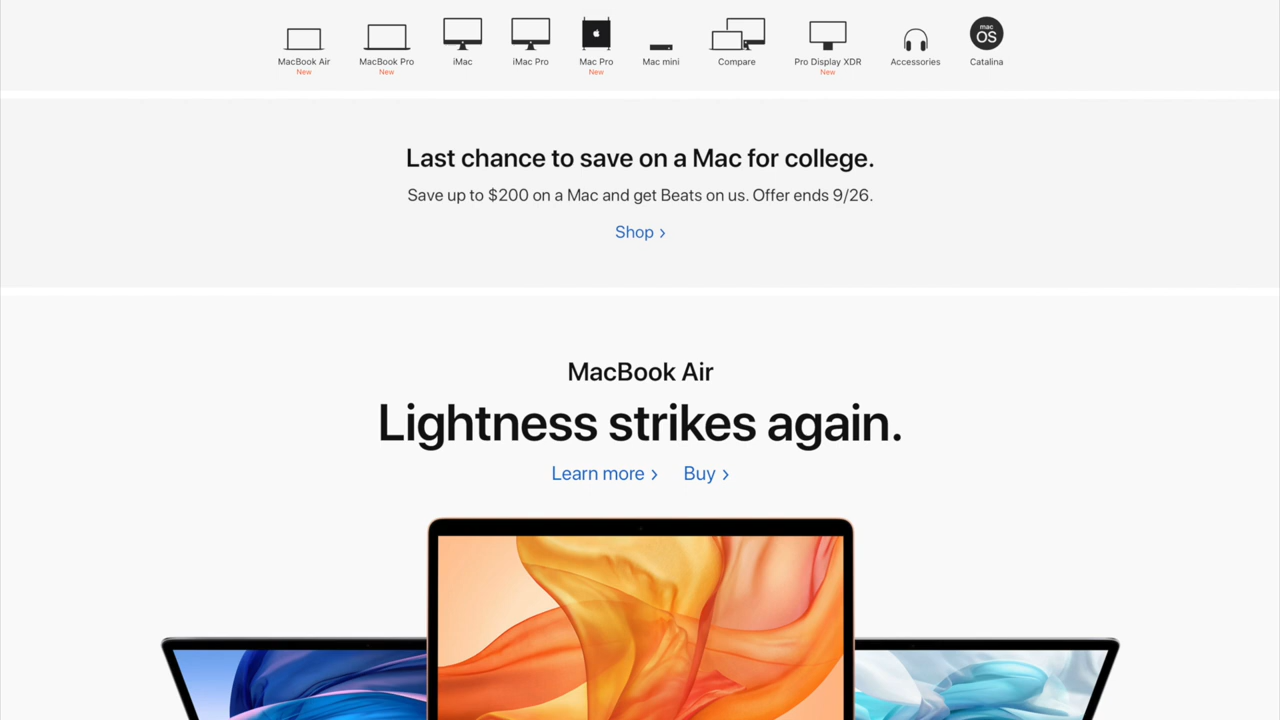 MacBook Air
New
MacBook Pro
New
iMac
iMac Pro
Mac Pro
New
Mac mini
Compare
Pro Display XDR
New
Accessories
mac
OS
Catalina
Last chance to save on a Mac for college.
Save up to $200 on a Mac and get Beats on us. Offer ends 9/26.
Shop >
MacBook Air
Lightness strikes again.
Learn more > Buy >